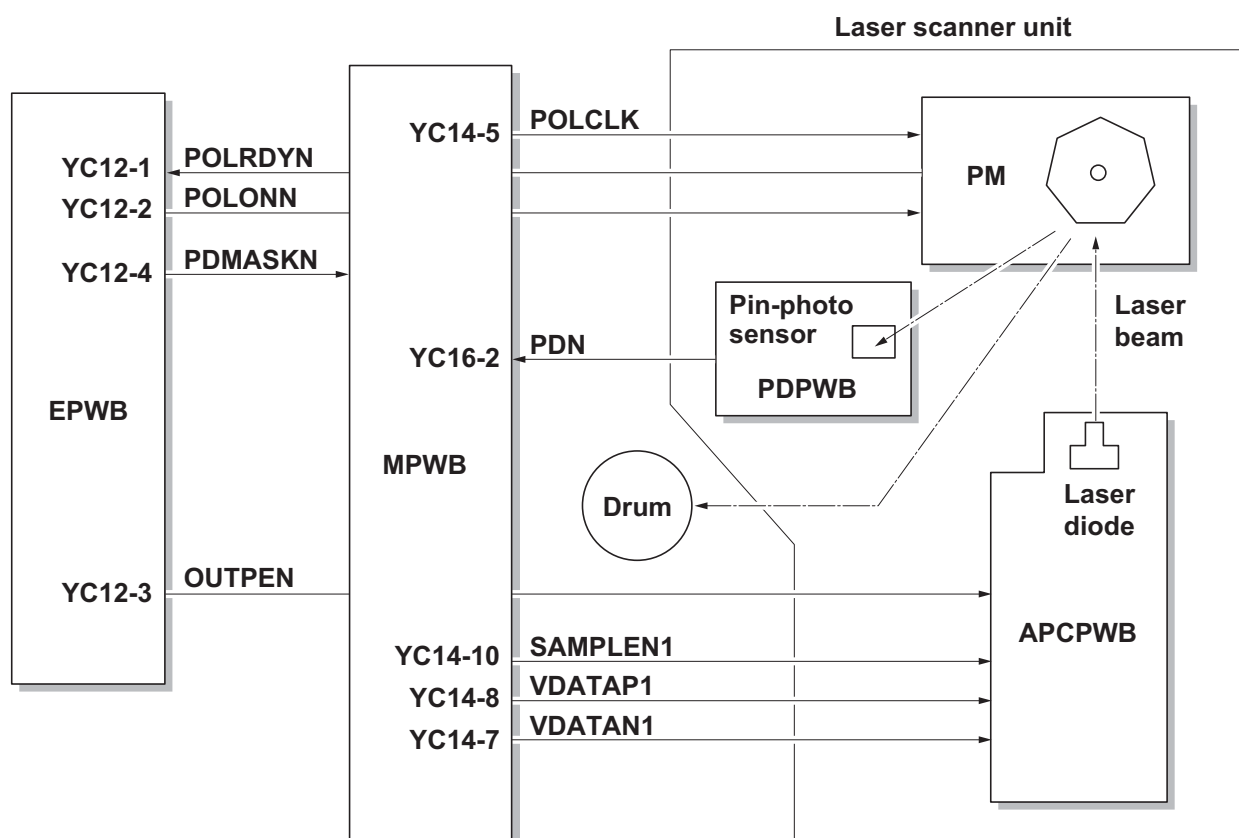 Laser scanner unit
YC14-5
POLCLK
YC12-1
POLRDYN
PM
YC12-2
POLONN
YC12-4
PDMASKN
Pin-photo
sensor
Laser
beam
YC16-2
PDN
PDPWB
EPWB
MPWB
Drum
Laser
diode
YC12-3
OUTPEN
APCPWB
YC14-10
SAMPLEN1
YC14-8
VDATAP1
YC14-7
VDATAN1